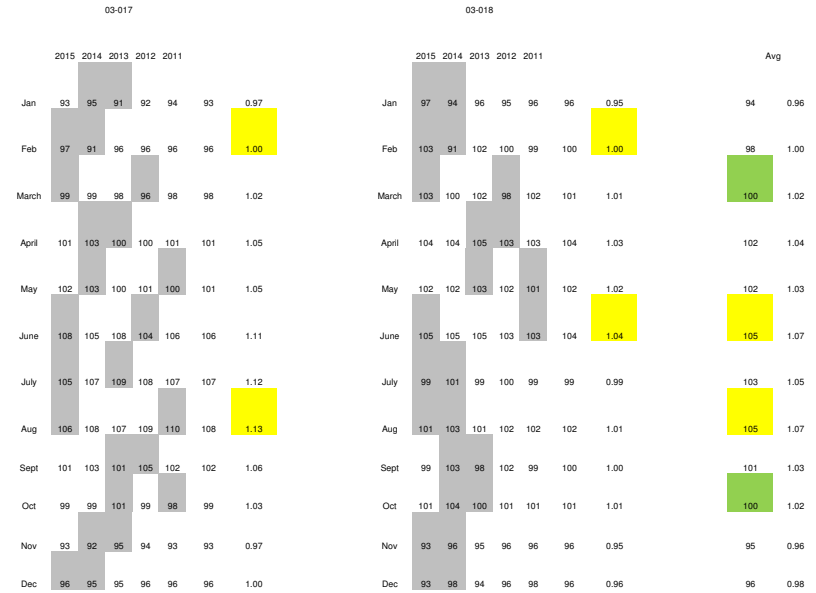 03-017 03-018
2015 2014 2013 2012 2011 2015 2014 2013 2012 2011 Avg
Jan 93 95 91 92 94 93 0.97 Jan 97 94 96 95 96 96 0.95 94 0.96
Feb 97 91 96 96 96 96 1.00 Feb 103 91 102 100 99 100 1.00 98 1.00
March 99 99 98 96 98 98 1.02 March 103 100 102 98 102 101 1.01 100 1.02
April 101 103 100 100 101 101 1.05 April 104 104 105 103 103 104 1.03 102 1.04
May 102 103 100 101 100 101 1.05 May 102 102 103 102 101 102 1.02 102 1.03
June 108 105 108 104 106 106 1.11 June 105 105 105 103 103 104 1.04 105 1.07
July 105 107 109 108 107 107 1.12 July 99 101 99 100 99 99 0.99 103 1.05
Aug 106 108 107 109 110 108 1.13 Aug 101 103 101 102 102 102 1.01 105 1.07
Sept 101 103 101 105 102 102 1.06 Sept 99 103 98 102 99 100 1.00 101 1.03
Oct 99 99 101 99 98 99 1.03 Oct 101 104 100 101 101 101 1.01 100 1.02
Nov 93 92 95 94 93 93 0.97 Nov 93 96 95 96 96 96 0.95 95 0.96
Dec 96 95 95 96 96 96 1.00 Dec 93 98 94 96 98 96 0.96 96 0.98